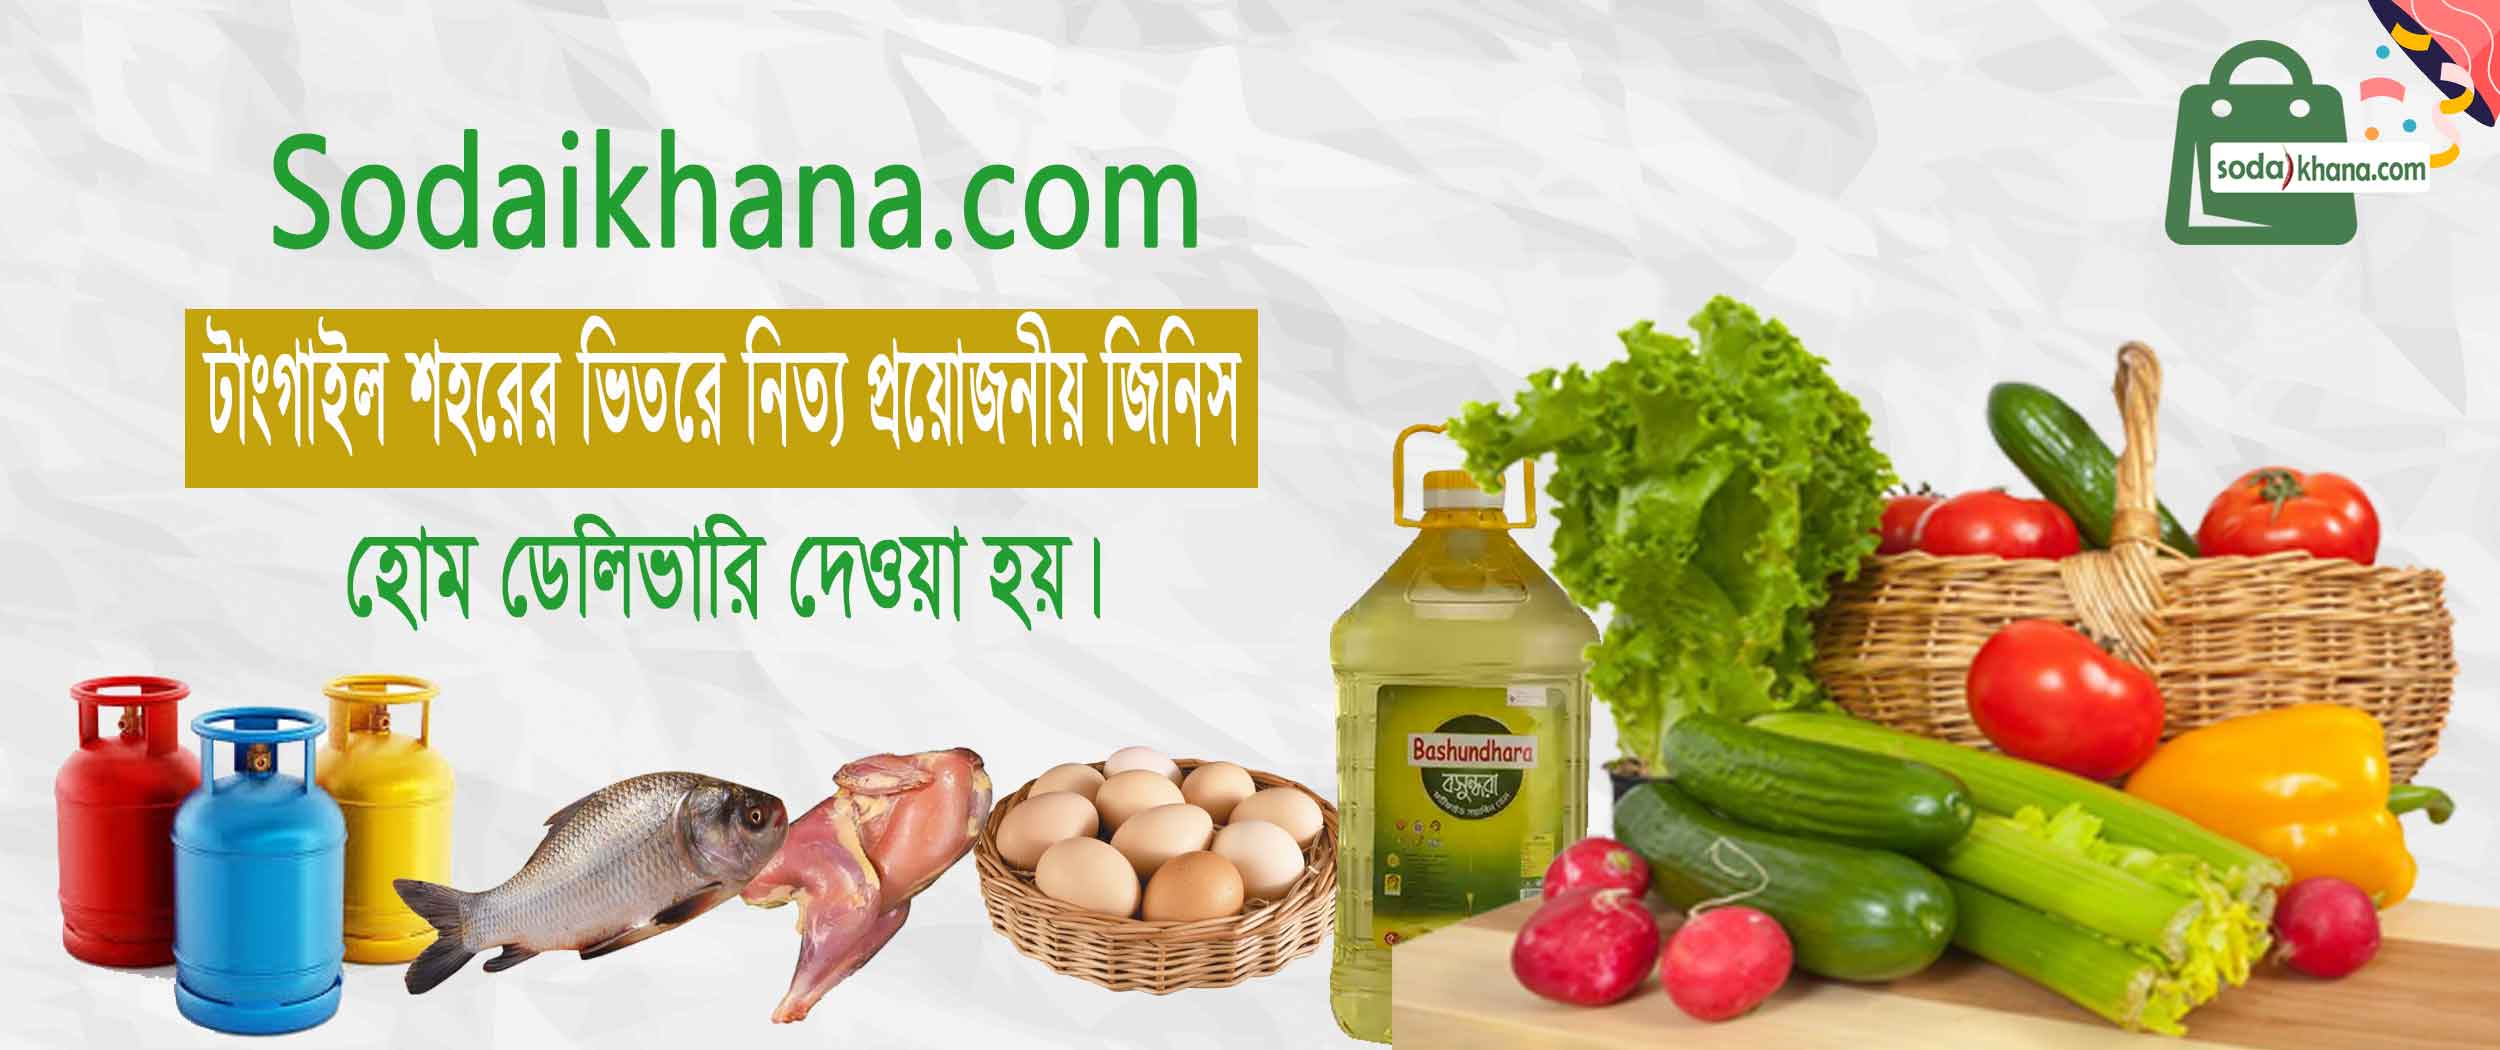 Sodaikhana.com
টাংগাইল শহরের ভিতরে নিত্য প্রয়োজনীয় জিনিস
হোম ডেলিভারি দেওয়া হয়।
sodaikhana.com
Bashundhara
বসুন্ধরা